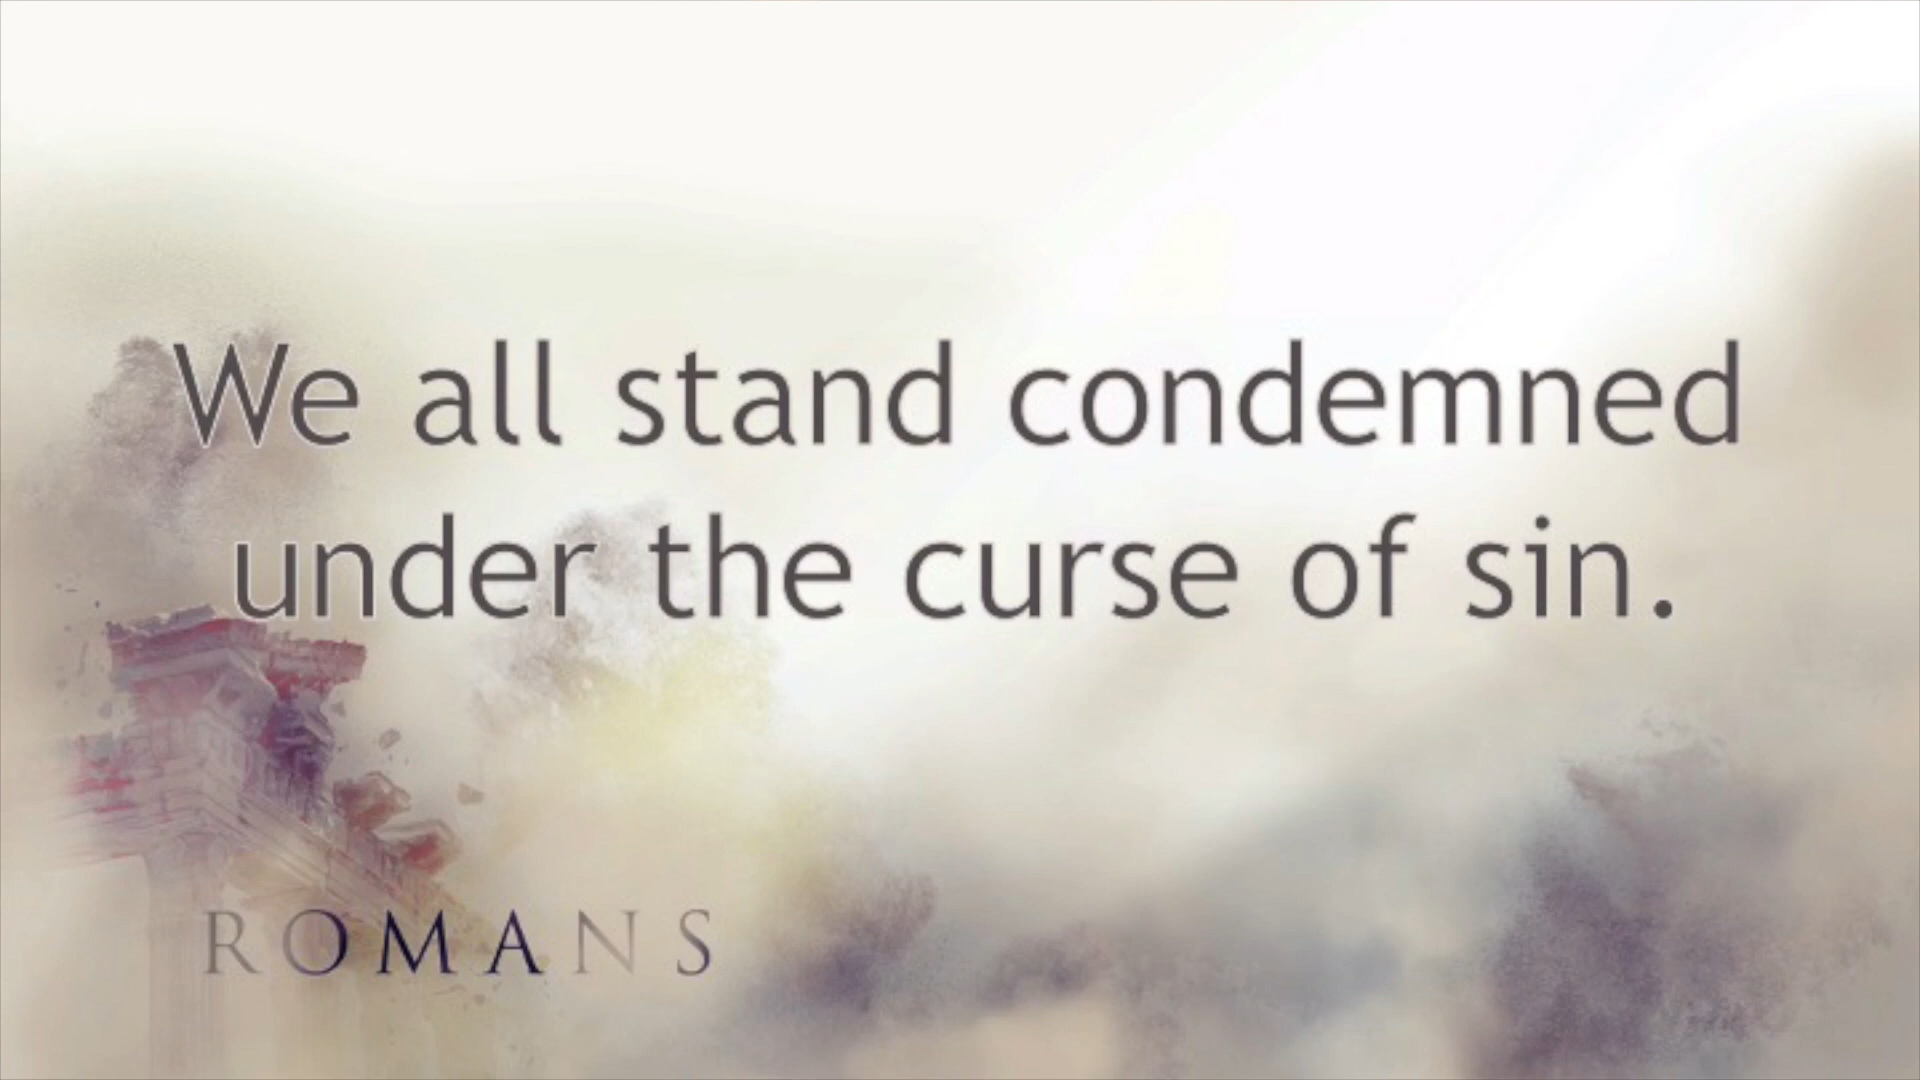 We all stand condemned
under the curse of sin.
ROMANS